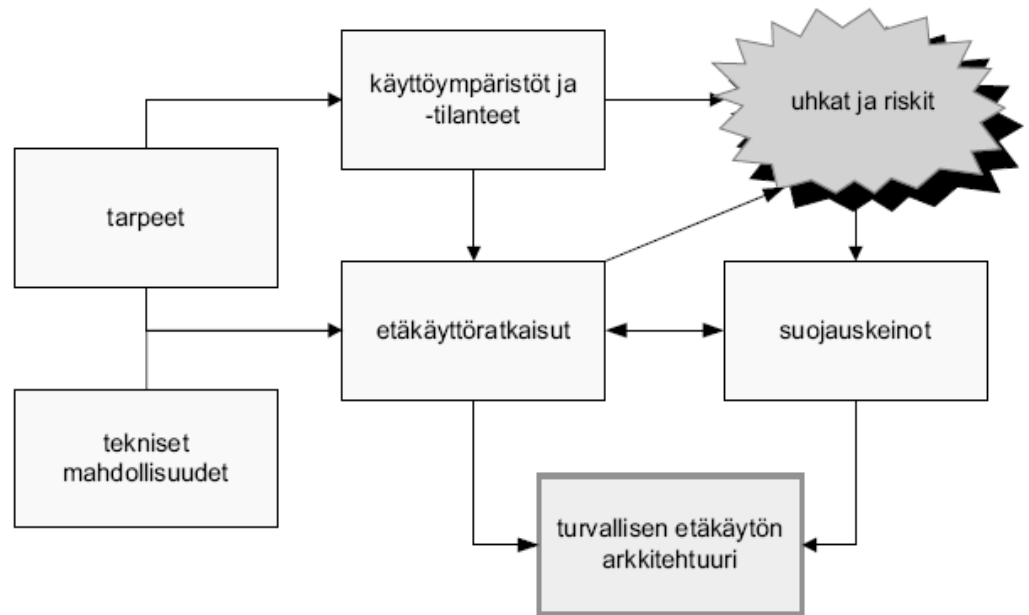 käyttöympäristöt ja
-tilanteet
uhkat ja riskit
tarpeet
etäkäyttöratkaisut
suojauskeinot
tekniset
mahdollisuudet
turvallisen etäkäytön
arkkitehtuuri